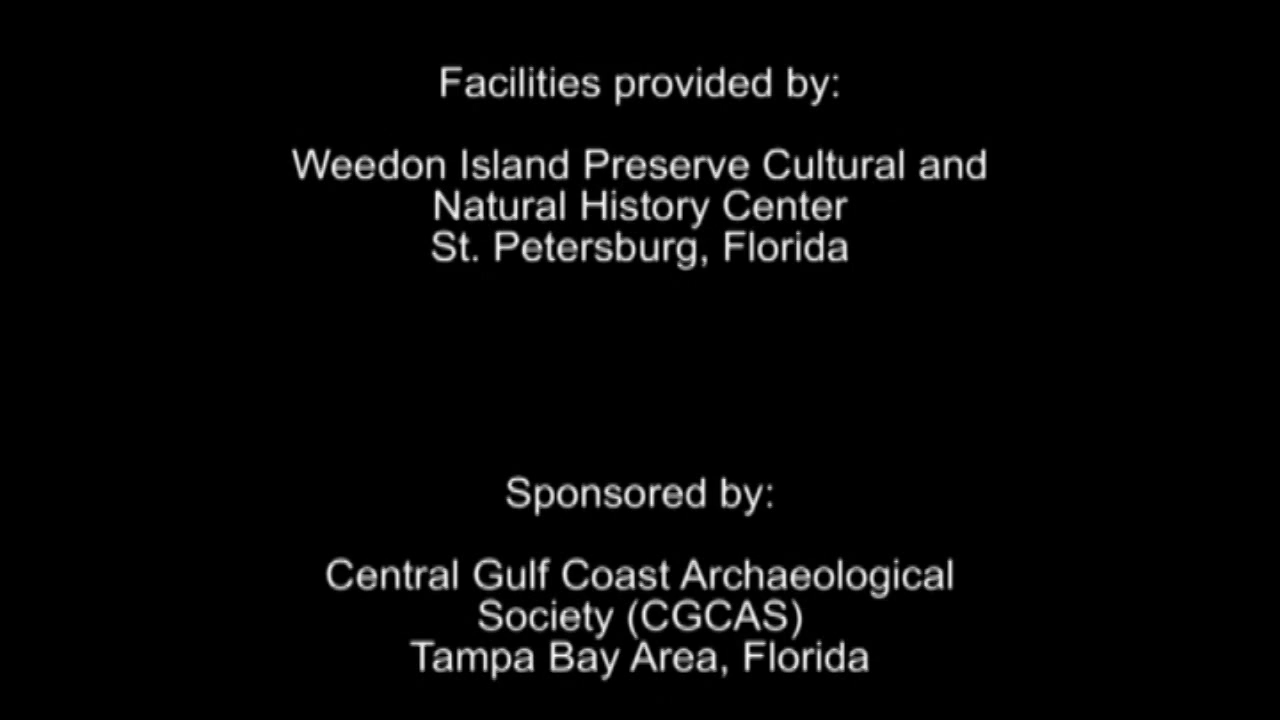 Facilities provided by:
Weedon Island Preserve Cultural and
Natural History Center
St. Petersburg, Florida
Sponsored by:
Central Gulf Coast Archaeological
Society (CGCAS)
Tampa Bay Area, Florida